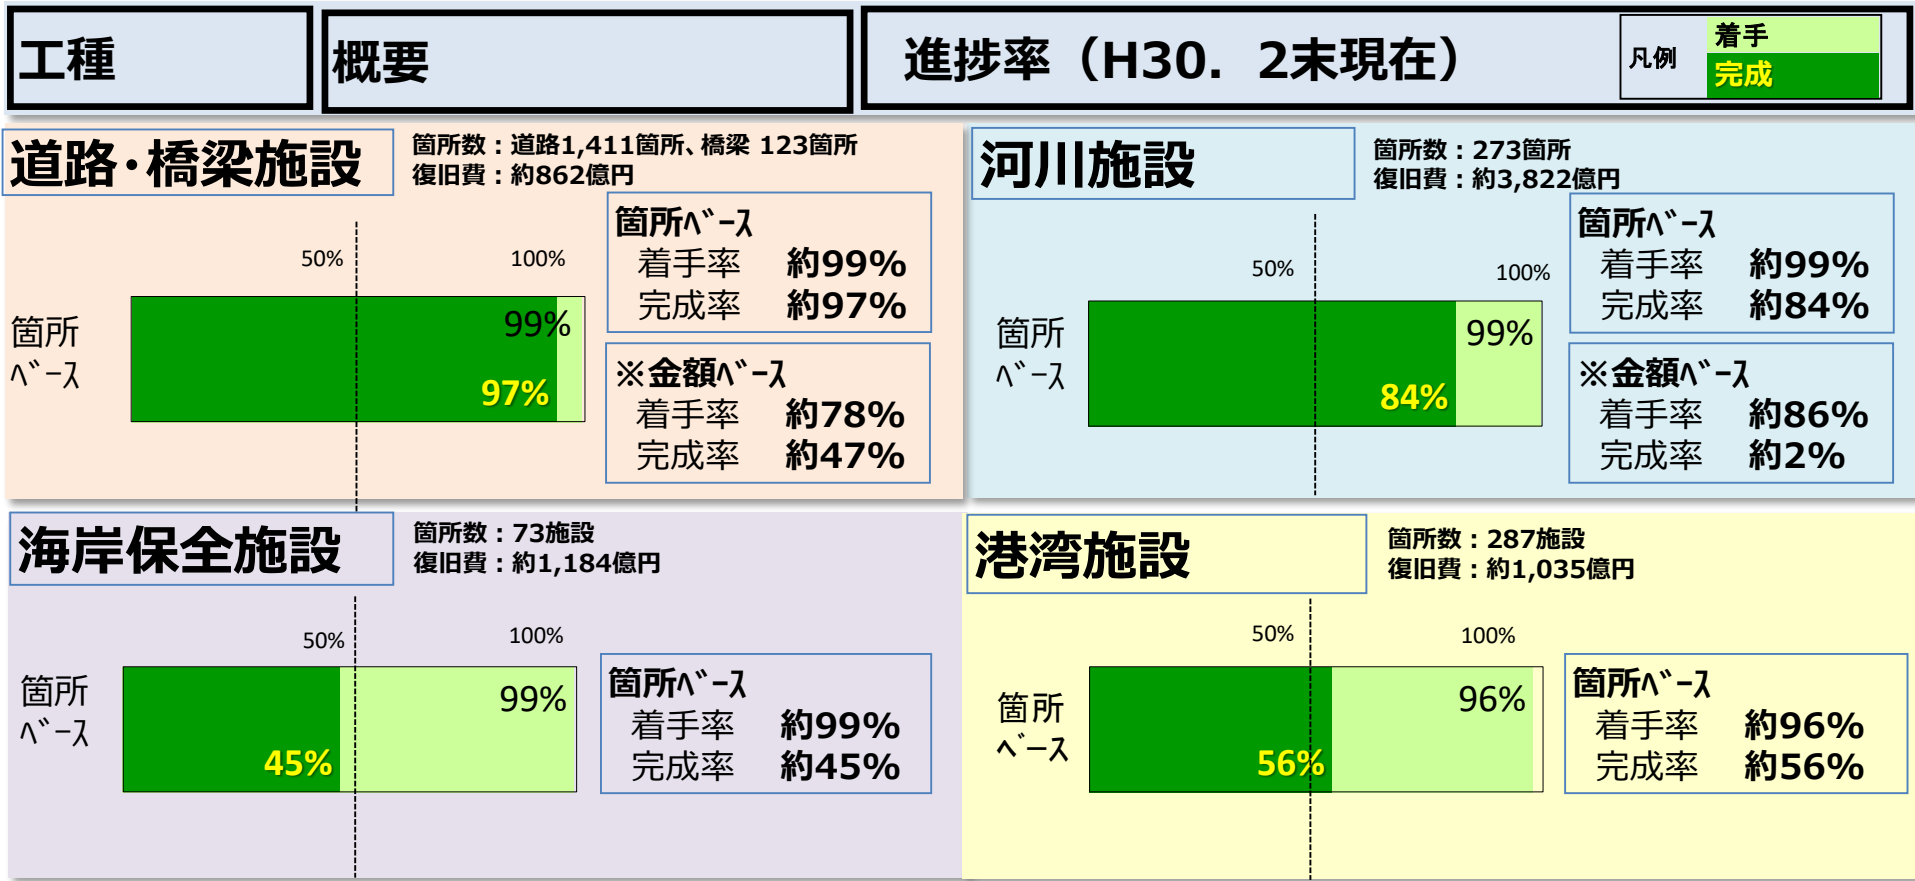 工種
概要
進捗率（H30．2末現在）
凡例
着手
完成
道路・橋梁施設
箇所数：道路1,411箇所、橋梁 123箇所
復旧費：約862億円
50%
100%
箇所
ﾍﾞｰｽ
99%
97%
箇所ﾍﾞｰｽ
着手率 約99%
完成率 約97%
※金額ﾍﾞｰｽ
着手率 約78%
完成率 約47%
河川施設
箇所数：273箇所
復旧費：約3,822億円
50%
100%
箇所
ﾍﾞｰｽ
99%
84%
箇所ﾍﾞｰｽ
着手率 約99%
完成率 約84%
※金額ﾍﾞｰｽ
着手率 約86%
完成率 約2%
海岸保全施設
箇所数：73施設
復旧費：約1,184億円
50%
100%
箇所
ﾍﾞｰｽ
99%
45%
箇所ﾍﾞｰｽ
着手率 約99%
完成率 約45%
港湾施設
箇所数：287施設
復旧費：約1,035億円
50%
100%
箇所
ﾍﾞｰｽ
96%
56%
箇所ﾍﾞｰｽ
着手率 約96%
完成率 約56%